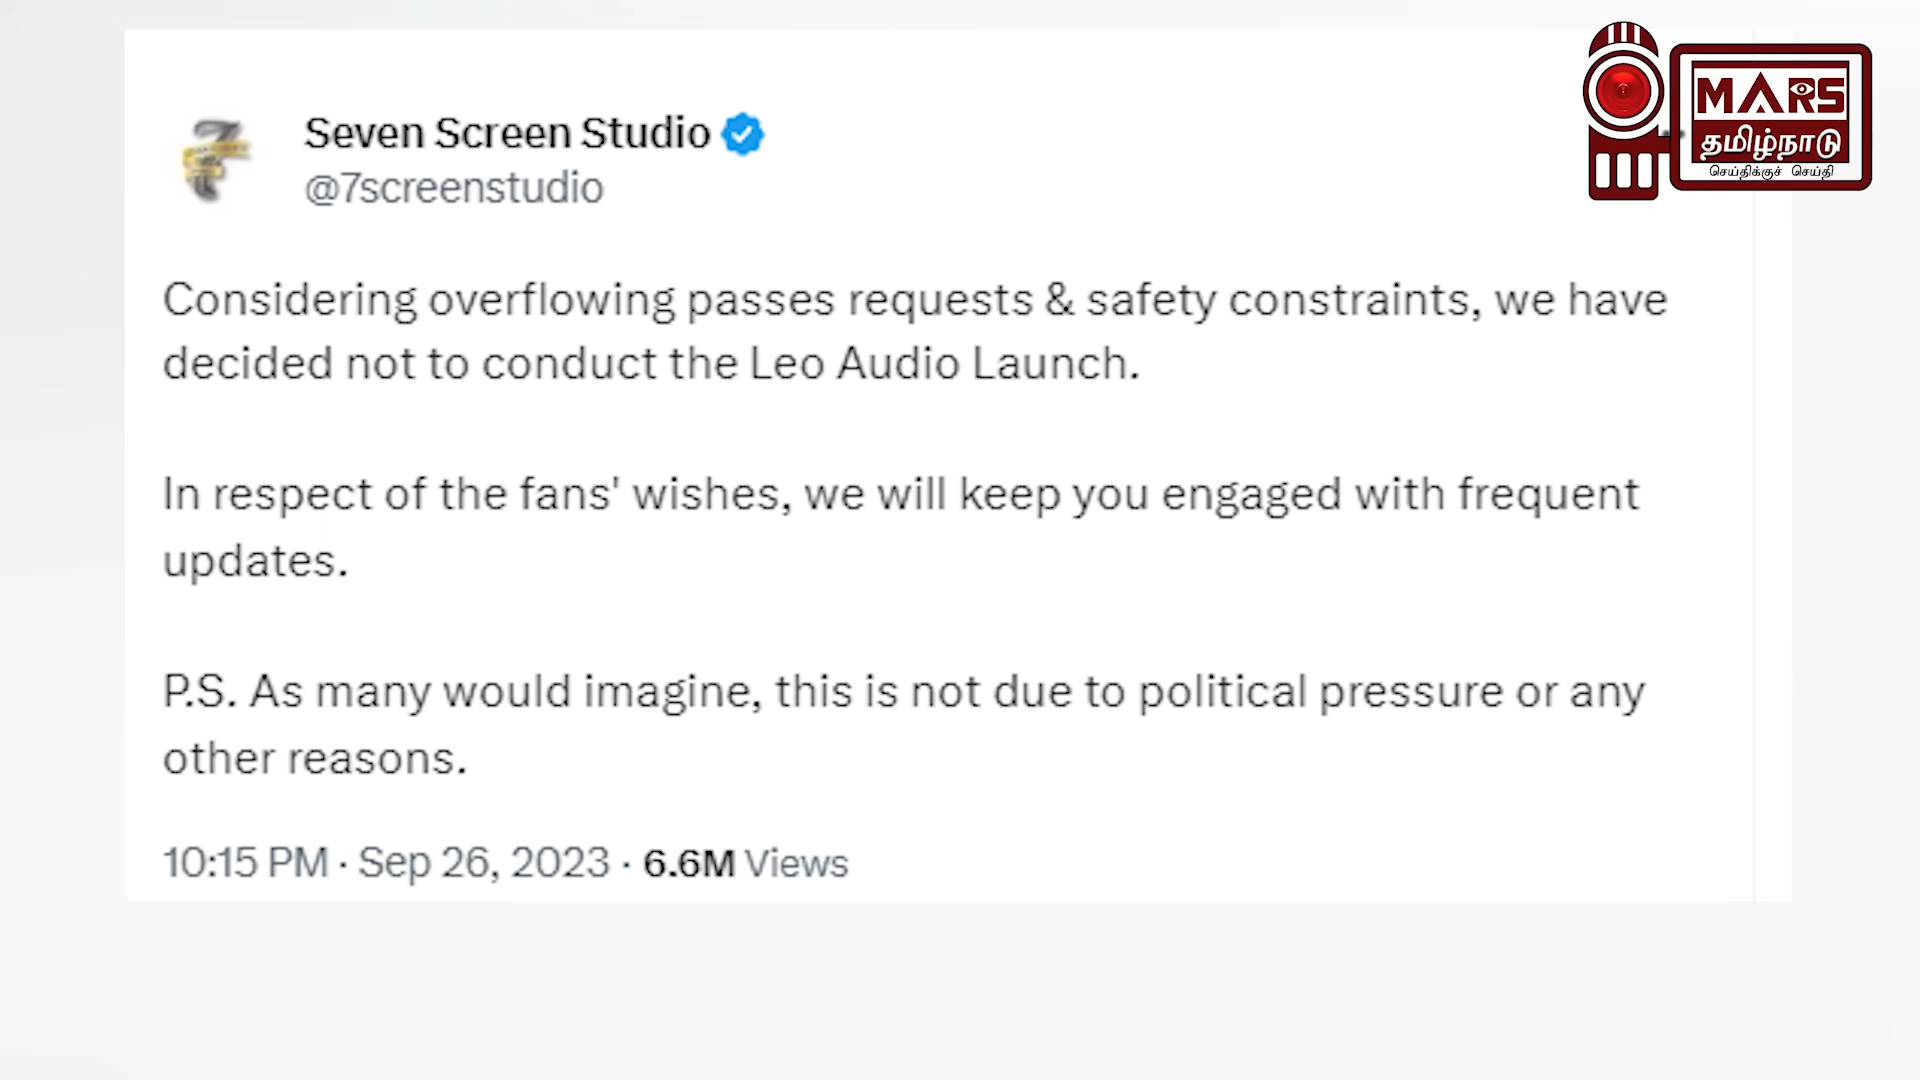 MARS
தமிழ்நாடு
செய்திக்குச் செய்தி
Seven Screen Studio
@7screenstudio
Considering overflowing passes requests & safety constraints, we have
decided not to conduct the Leo Audio Launch.
In respect of the fans' wishes, we will keep you engaged with frequent
updates.
P.S. As many would imagine, this is not due to political pressure or any
other reasons.
10:15 PM · Sep 26, 2023 · 6.6M Views